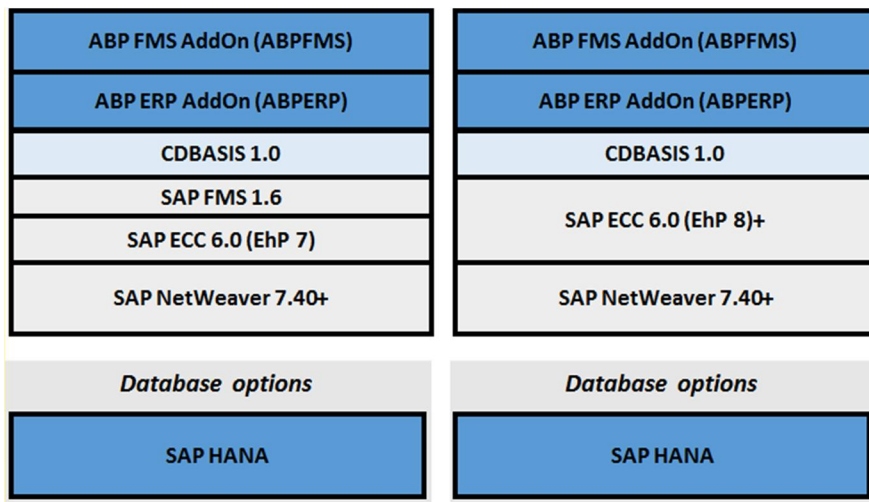 ABP FMS AddOn (ABPFMS)
ABP ERP AddOn (ABPERP)
CDBASIS 1.0
SAP FMS 1.6
SAP ECC 6.0 (EhP 7)
SAP NetWeaver 7.40+
Database options
SAP HANA
ABP FMS AddOn (ABPFMS)
ABP ERP AddOn (ABPERP)
CDBASIS 1.0
SAP ECC 6.0 (EhP 8)+
SAP NetWeaver 7.40+
Database options
SAP HANA